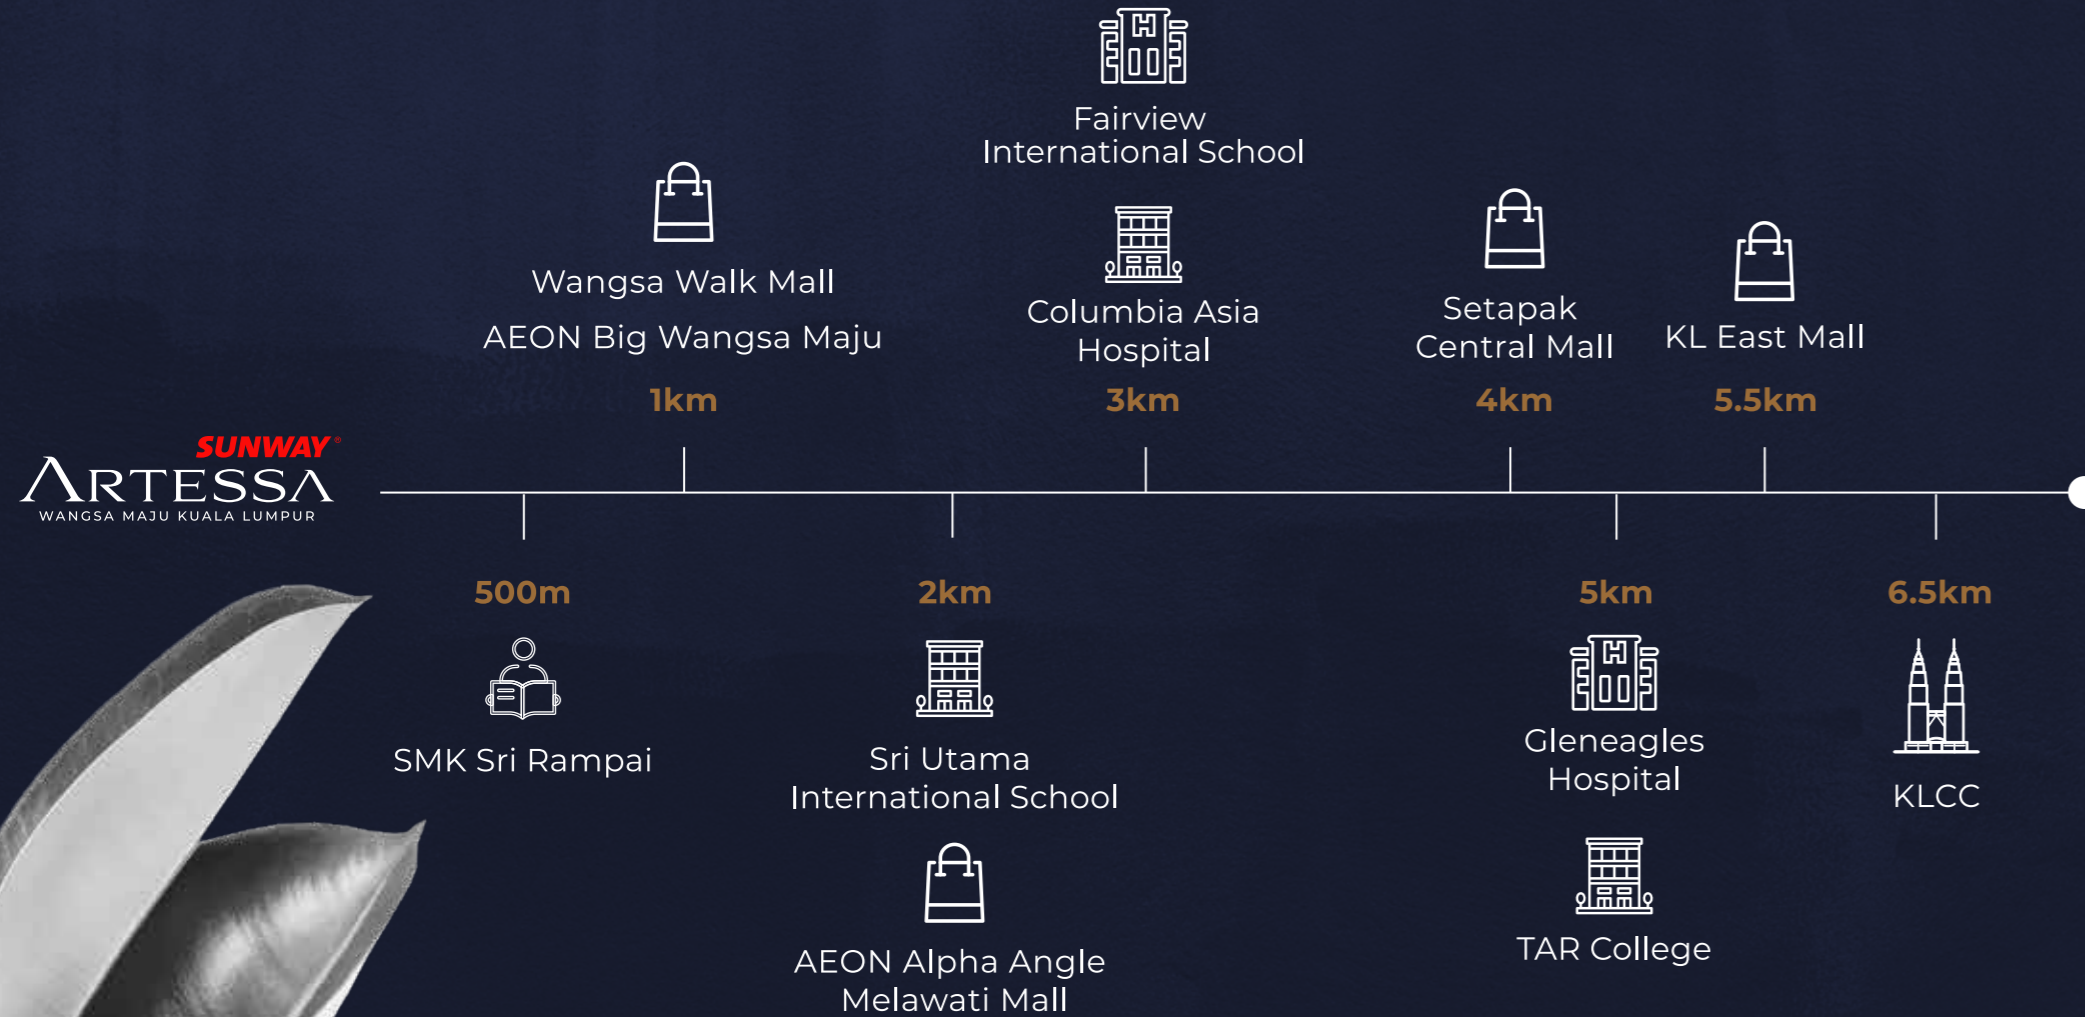 Fairview
International School
Columbia Asia
Hospital
3km
Wangsa Walk Mall
AEON Big Wangsa Maju
1km
Setapak
Central Mall
4km
KL East Mall
5.5km
SUNWAY®
ARTESSA
WANGSA MAJU KUALA LUMPUR
500m
SMK Sri Rampai
2km
Sri Utama
International School
AEON Alpha Angle
Melawati Mall
5km
Gleneagles
Hospital
TAR College
6.5km
KLCC